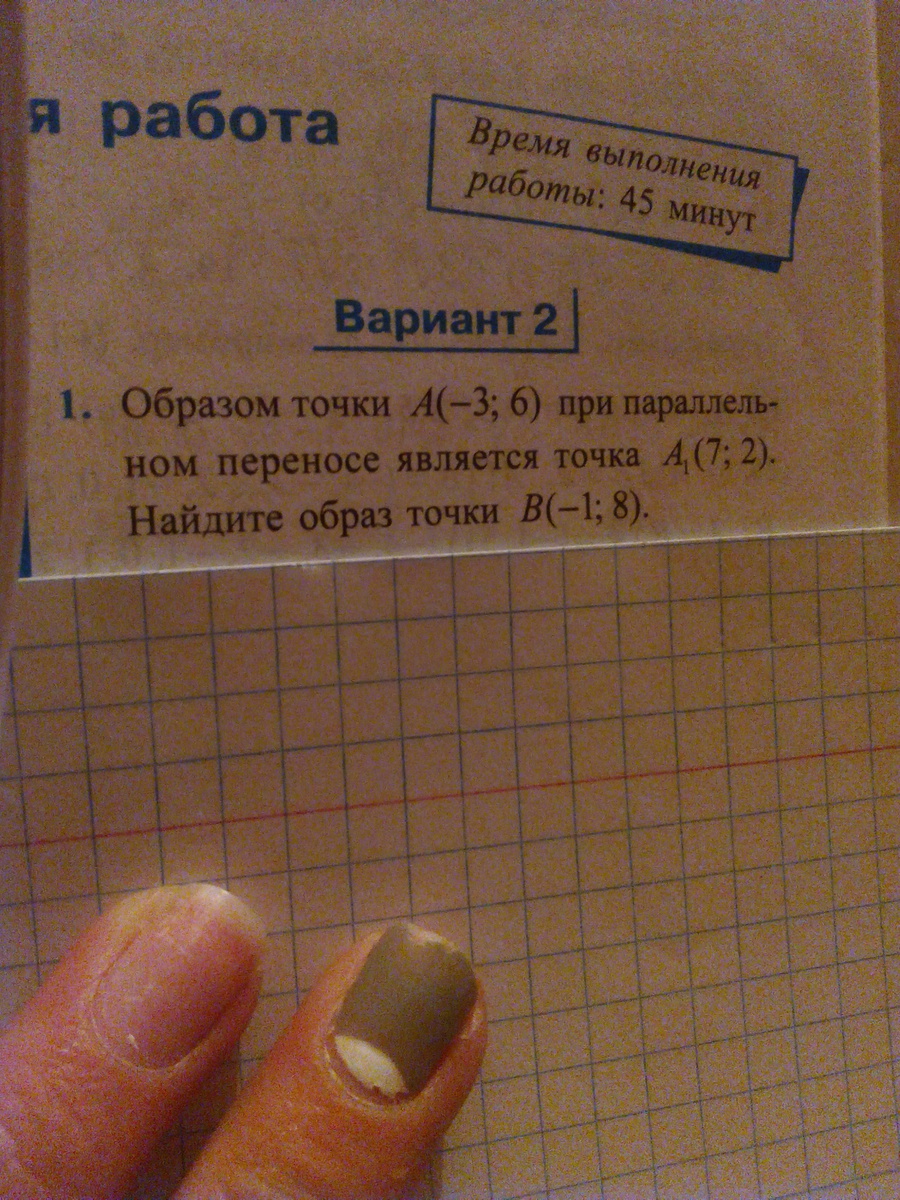 я работа
Время выполнения
работы: 45 минут
Вариант 2
1. Образом точки A(−3; 6) при параллель-
ном переносе является точка A₁(7; 2).
Найдите образ точки B(−1; 8).